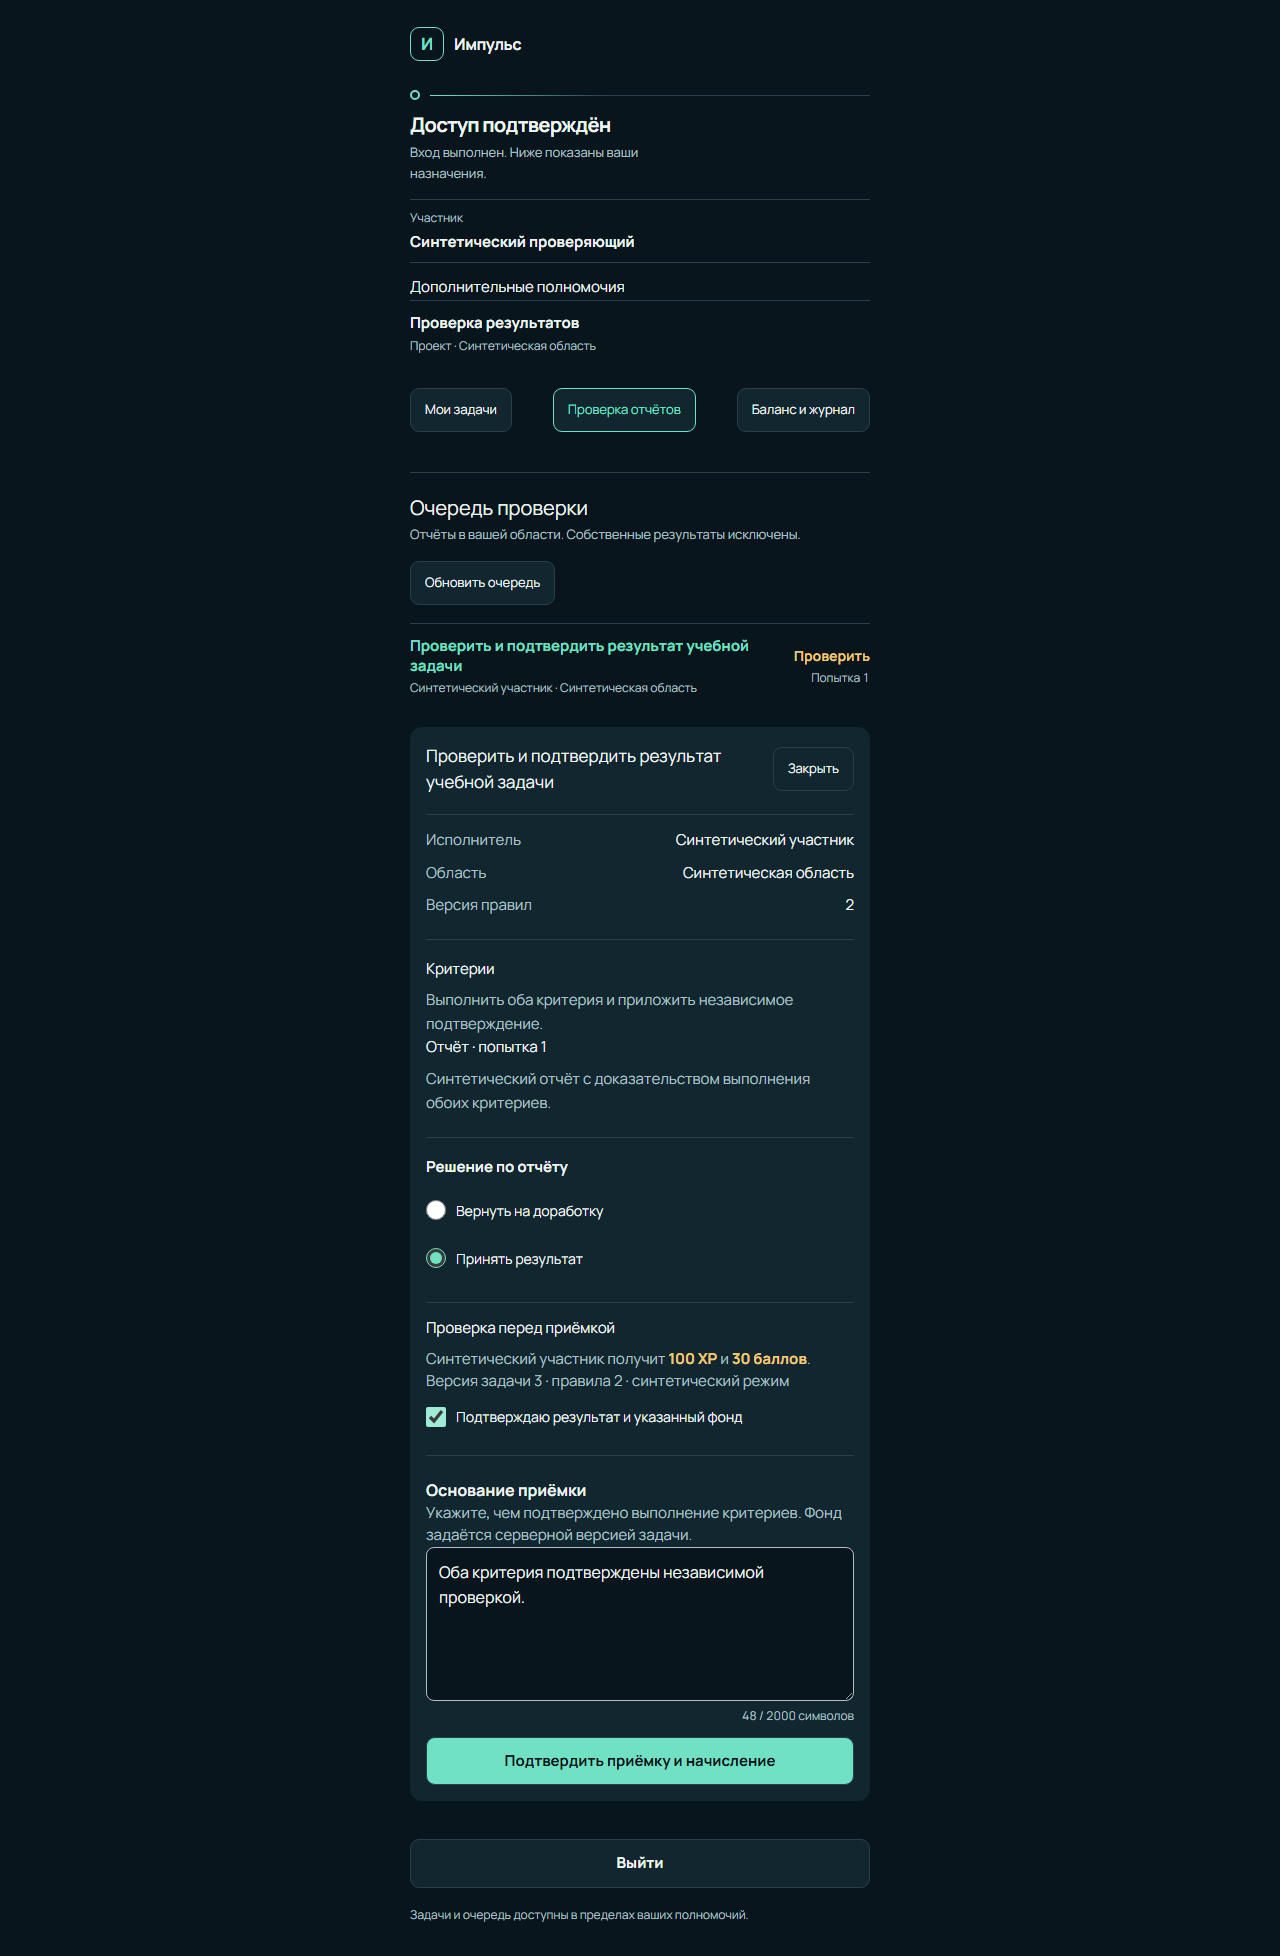 И Импульс
Доступ подтверждён
Вход выполнен. Ниже показаны ваши
назначения.
Участник
Синтетический проверяющий
Дополнительные полномочия
Проверка результатов
Проект · Синтетическая область
Мои задачи Проверка отчётов Баланс и журнал
Очередь проверки
Отчёты в вашей области. Собственные результаты исключены.
Обновить очередь
Проверить и подтвердить результат учебной
задачи
Синтетический участник · Синтетическая область
Проверить
Попытка 1
Проверить и подтвердить результат
учебной задачи
Закрыть
Исполнитель Синтетический участник
Область Синтетическая область
Версия правил 2
Критерии
Выполнить оба критерия и приложить независимое
подтверждение.
Отчёт · попытка 1
Синтетический отчёт с доказательством выполнения
обоих критериев.
Решение по отчёту
Вернуть на доработку
Принять результат
Проверка перед приёмкой
Синтетический участник получит 100 XP и 30 баллов.
Версия задачи 3 · правила 2 · синтетический режим
Подтверждаю результат и указанный фонд
Основание приёмки
Укажите, чем подтверждено выполнение критериев. Фонд
задаётся серверной версией задачи.
Оба критерия подтверждены независимой
проверкой.
48 / 2000 символов
Подтвердить приёмку и начисление
Выйти
Задачи и очередь доступны в пределах ваших полномочий.